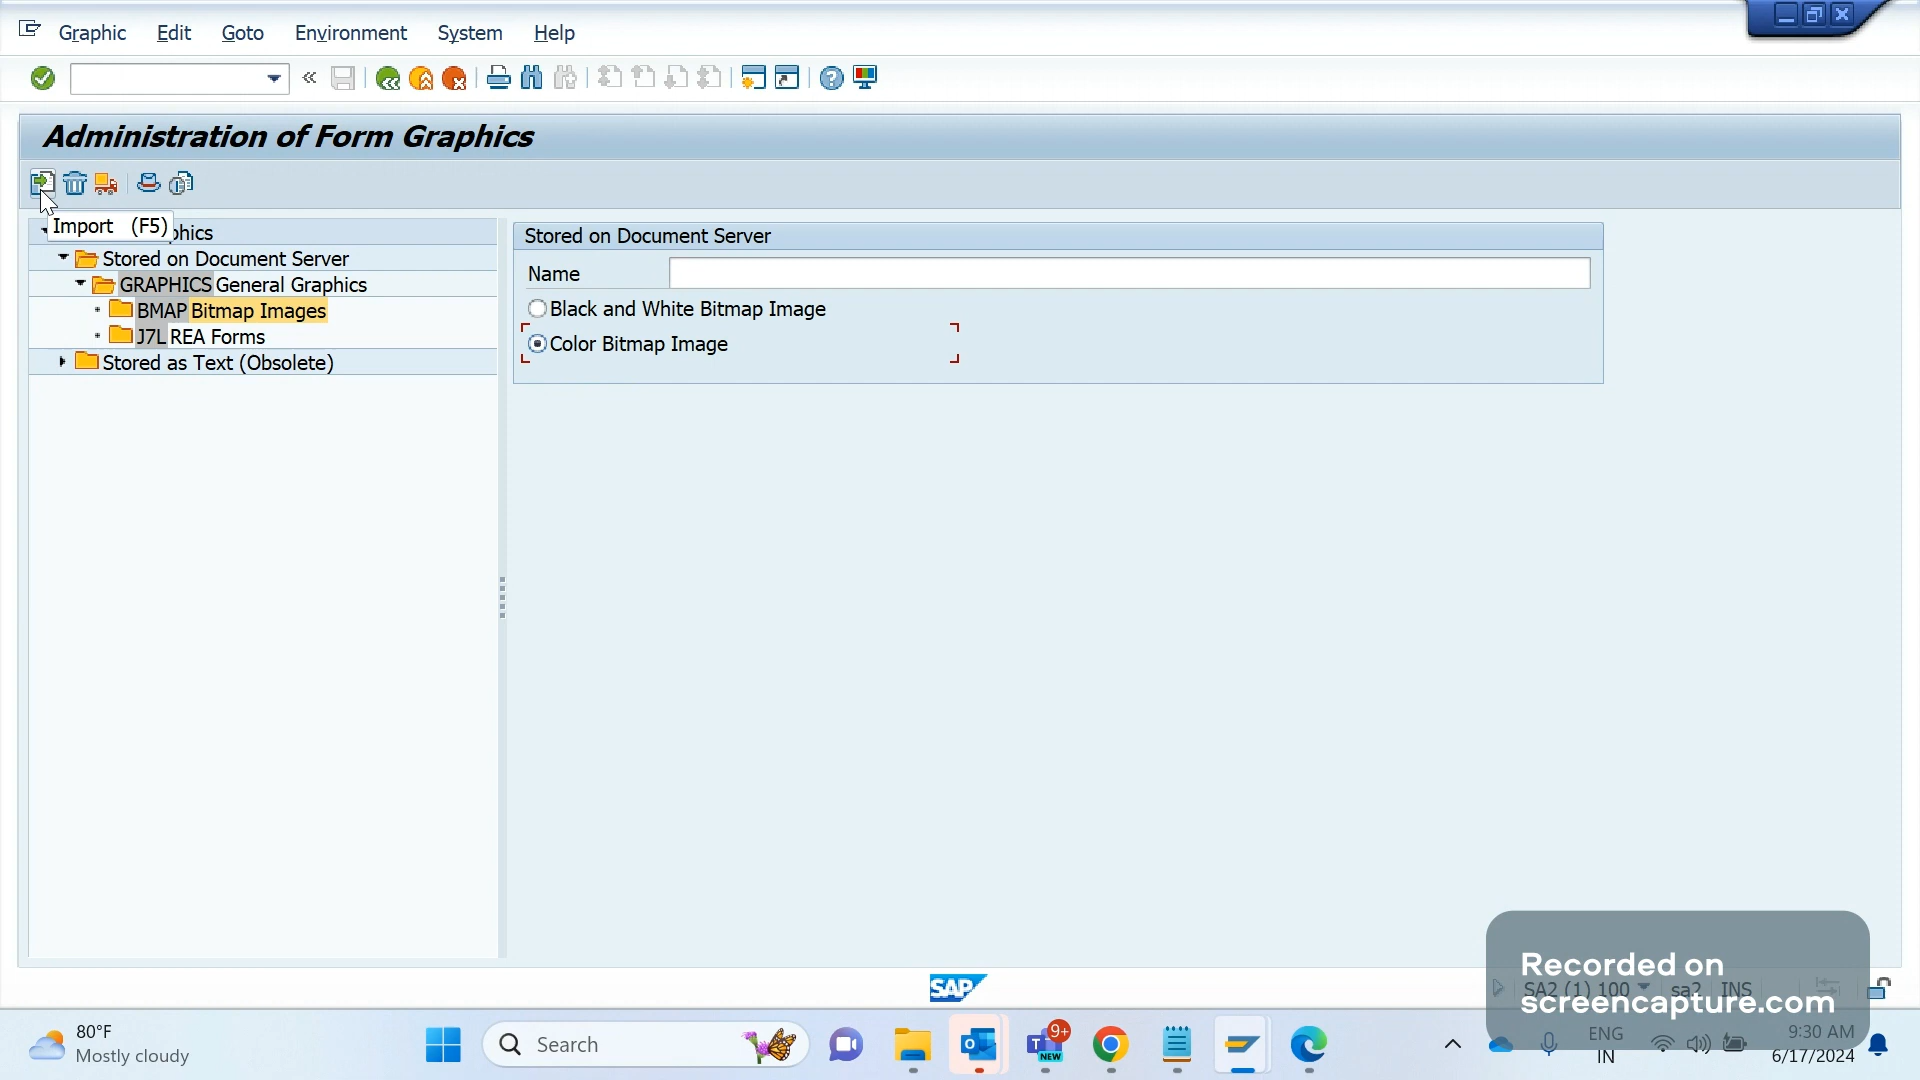 Graphic Edit Goto Environment System Help
Administration of Form Graphics
Import (F5)
phics
Stored on Document Server
GRAPHICS General Graphics
BMAP Bitmap Images
J7L REA Forms
Stored as Text (Obsolete)
Stored on Document Server
Name
Black and White Bitmap Image
Color Bitmap Image
SAP
SA2 (1) 100 sa2 INS
Recorded on
screencapture.com
80°F
Mostly cloudy
Search
9+
NEW
ENG
IN
9:30 AM
6/17/2024